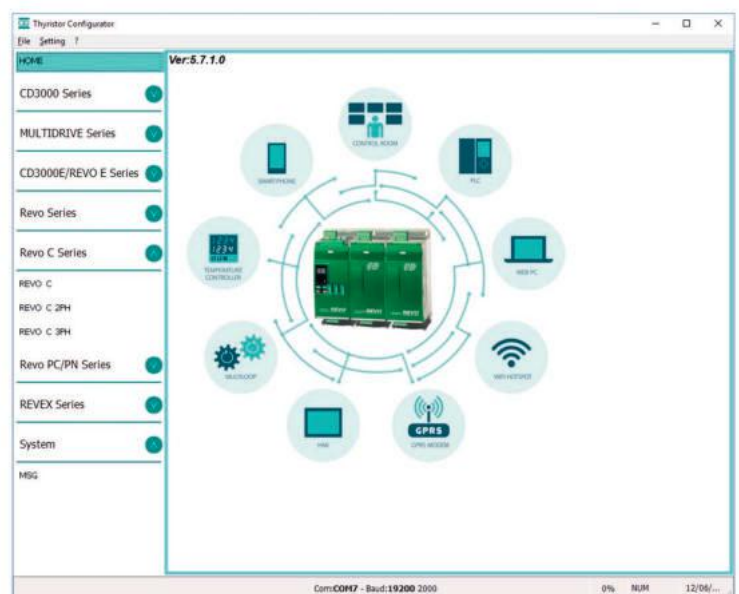 Thyristor Configurator
File Setting ?
HOME
CD3000 Series
MULTIDRIVE Series
CD3000E/REVO E Series
Revo Series
Revo C Series
REVO C
REVO C 2PH
REVO C 3PH
Revo PC/PN Series
REVEX Series
System
MSG
Ver:5.7.1.0
CONTROL ROOM
SMARTPHONE
PLC
TEMPERATURE
CONTROLLER
1234
WEB PC
MULTILOOP
WIFI HOTSPOT
HMI
GPRS
GPRS MODEM
Com:COM7 - Baud:19200 2000
0%
NUM
12/06/...